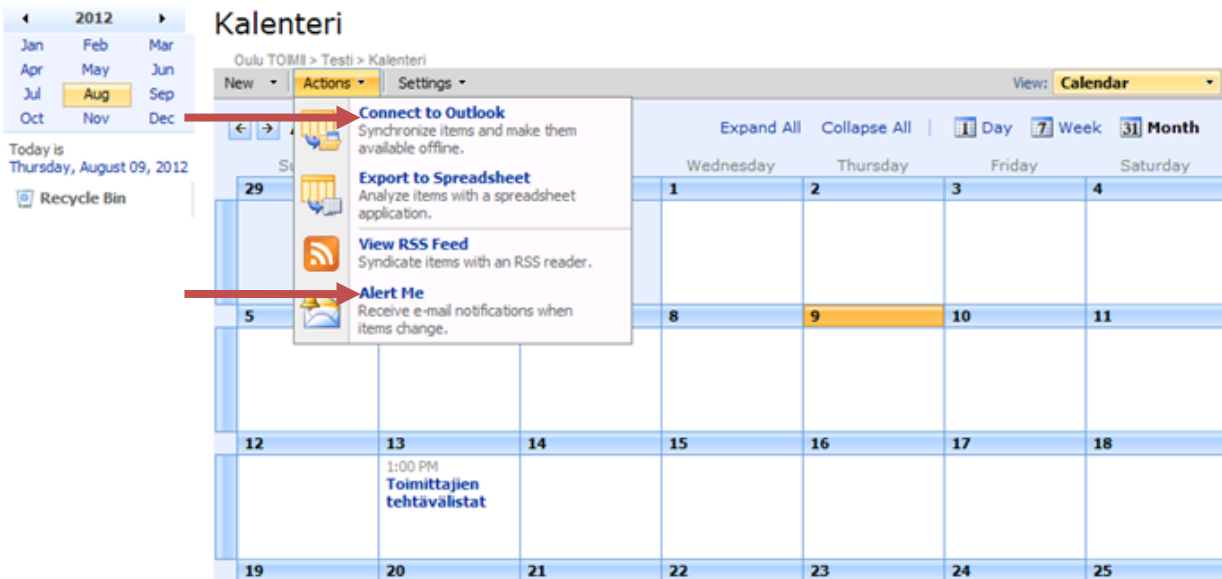 2012
Jan Feb Mar
Apr May Jun
Jul Aug Sep
Oct Nov Dec
Today is
Thursday, August 09, 2012
Recycle Bin
Kalenteri
Oulu TOIMII > Testi > Kalenteri
New Actions Settings View: Calendar
Connect to Outlook
Synchronize items and make them
available offline.
Export to Spreadsheet
Analyze items with a spreadsheet
application.
View RSS Feed
Syndicate items with an RSS reader.
Alert Me
Receive e-mail notifications when
items change.
Expand All Collapse All 1 Day 7 Week 31 Month
Wednesday Thursday Friday Saturday
29 1 2 3 4
5 8 9 10 11
12 13 14 15 16 17 18
1:00 PM
Toimittajien
tehtävälistat
19 20 21 22 23 24 25